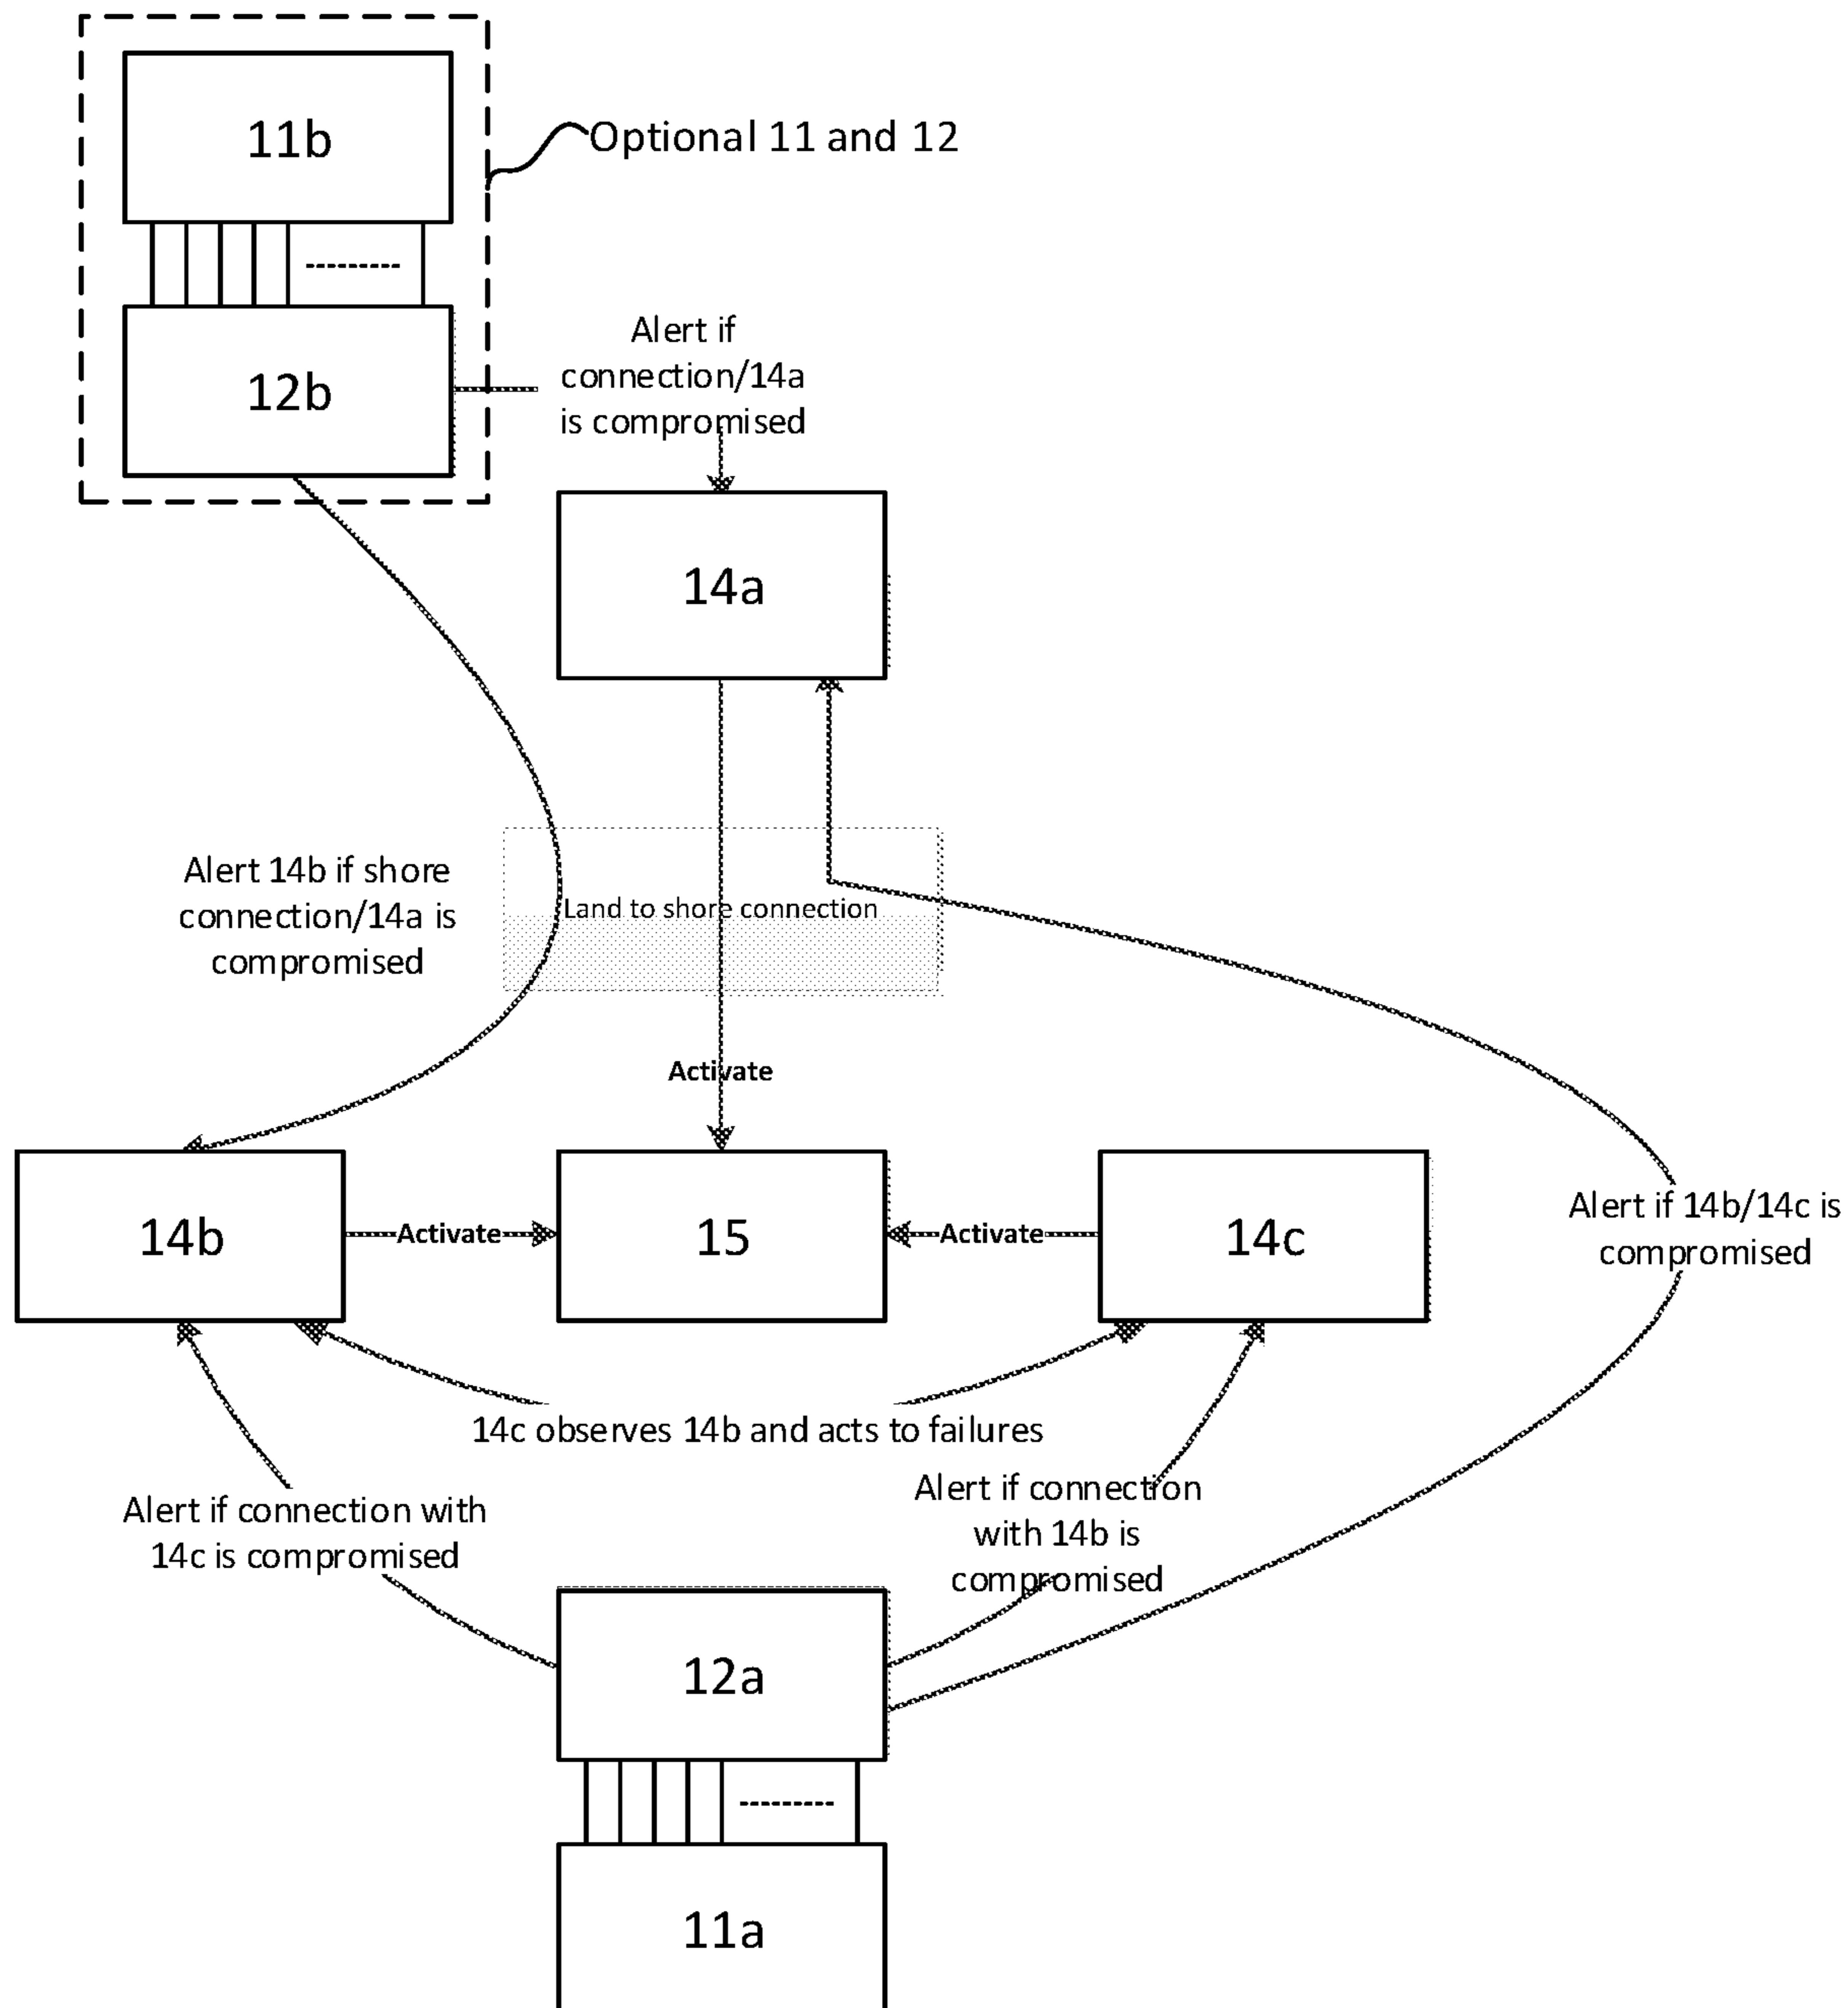 11b
Optional 11 and 12
12b
Alert if
connection/14a
is compromised
14a
Alert 14b if shore
connection/14a is
compromised
Land to shore connection
Activate
14b
Activate
15
Activate
14c
Alert if 14b/14c is
compromised
14c observes 14b and acts to failures
Alert if connection with
14c is compromised
Alert if connection
with 14b is
compromised
12a
11a